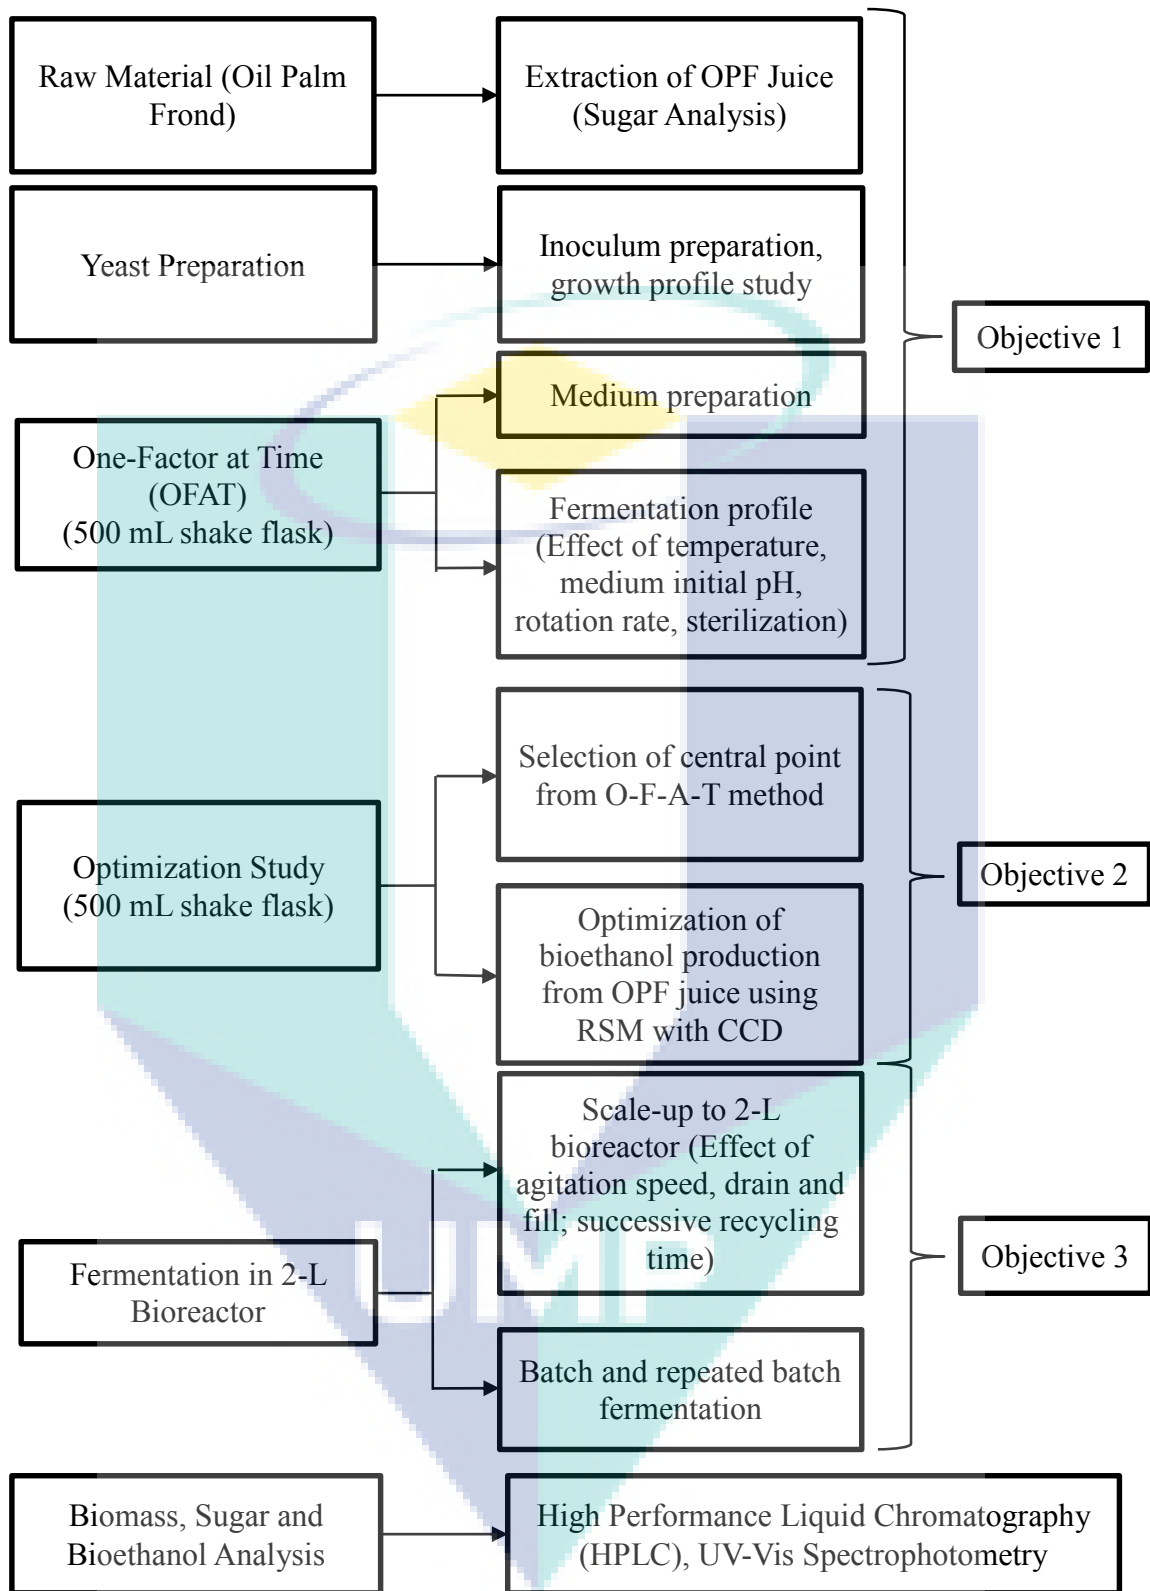 Raw Material (Oil Palm
Frond)
Extraction of OPF Juice
(Sugar Analysis)
Yeast Preparation
Inoculum preparation,
growth profile study
Objective 1
Medium preparation
One-Factor at Time
(OFAT)
(500 mL shake flask)
Fermentation profile
(Effect of temperature,
medium initial pH,
rotation rate, sterilization)
Selection of central point
from O-F-A-T method
Optimization Study
(500 mL shake flask)
Objective 2
Optimization of
bioethanol production
from OPF juice using
RSM with CCD
Scale-up to 2-L
bioreactor (Effect of
agitation speed, drain and
fill; successive recycling
time)
Fermentation in 2-L
Bioreactor
Objective 3
UMP
Batch and repeated batch
fermentation
Biomass, Sugar and
Bioethanol Analysis
High Performance Liquid Chromatography
(HPLC), UV-Vis Spectrophotometry